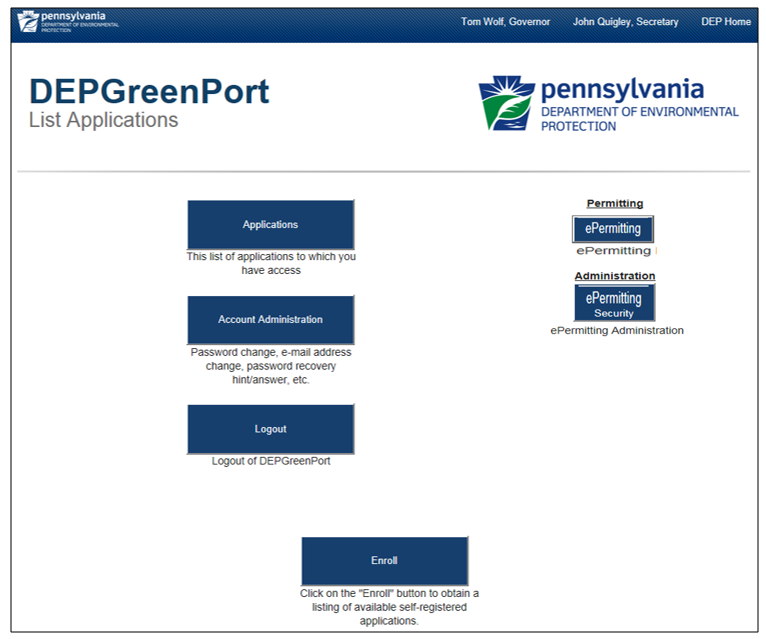 pennsylvania
DEPARTMENT OF ENVIRONMENTAL
PROTECTION
Tom Wolf, Governor John Quigley, Secretary DEP Home
DEPGreenPort
List Applications
pennsylvania
DEPARTMENT OF ENVIRONMENTAL
PROTECTION
Applications
This list of applications to which you
have access
Account Administration
Password change, e-mail address
change, password recovery
hint/answer, etc.
Logout
Logout of DEPGreenPort
Permitting
ePermitting
ePermitting
Administration
ePermitting
Security
ePermitting Administration
Enroll
Click on the "Enroll" button to obtain a
listing of available self-registered
applications.